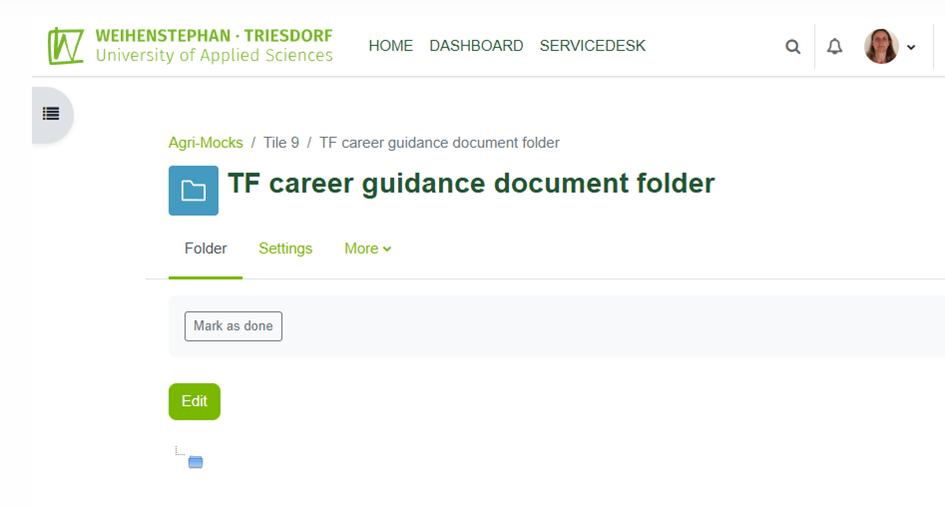 WEIHENSTEPHAN · TRIESDORF
University of Applied Sciences
HOME DASHBOARD SERVICEDESK
Agri-Mocks / Tile 9 / TF career guidance document folder
TF career guidance document folder
Folder Settings More
Mark as done
Edit